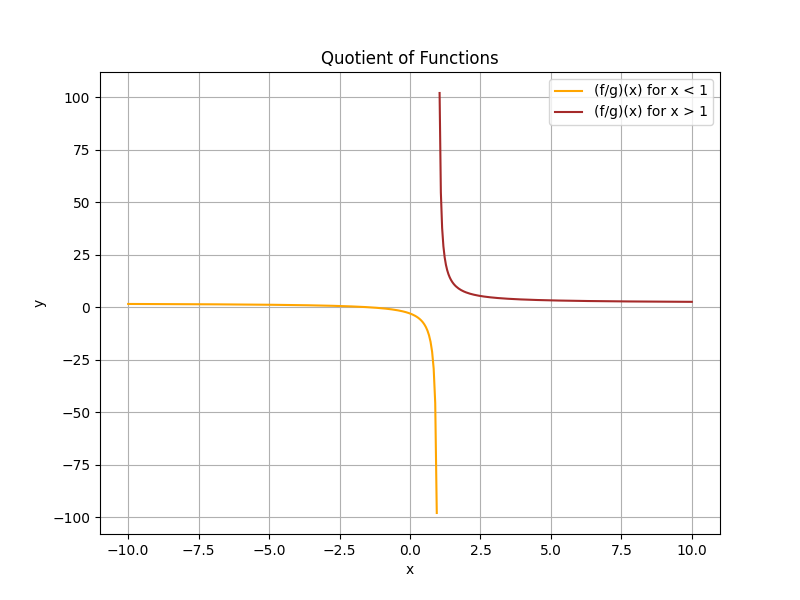 Quotient of Functions
(f/g)(x) for x < 1
(f/g)(x) for x > 1
100
75
50
25
0
−25
−50
−75
−100
y
−10.0 −7.5 −5.0 −2.5 0.0 2.5 5.0 7.5 10.0
x